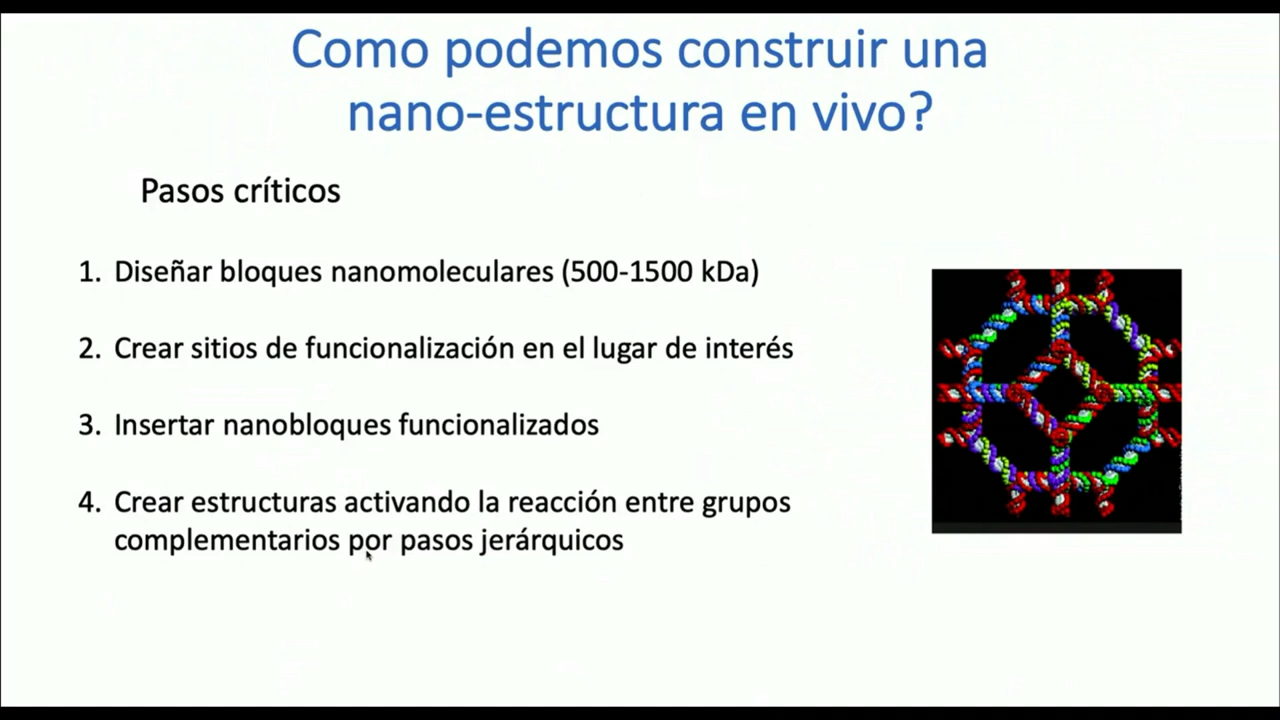 Como podemos construir una
nano-estructura en vivo?
Pasos críticos
1. Diseñar bloques nanomoleculares (500-1500 kDa)
2. Crear sitios de funcionalización en el lugar de interés
3. Insertar nanobloques funcionalizados
4. Crear estructuras activando la reacción entre grupos
complementarios por pasos jerárquicos